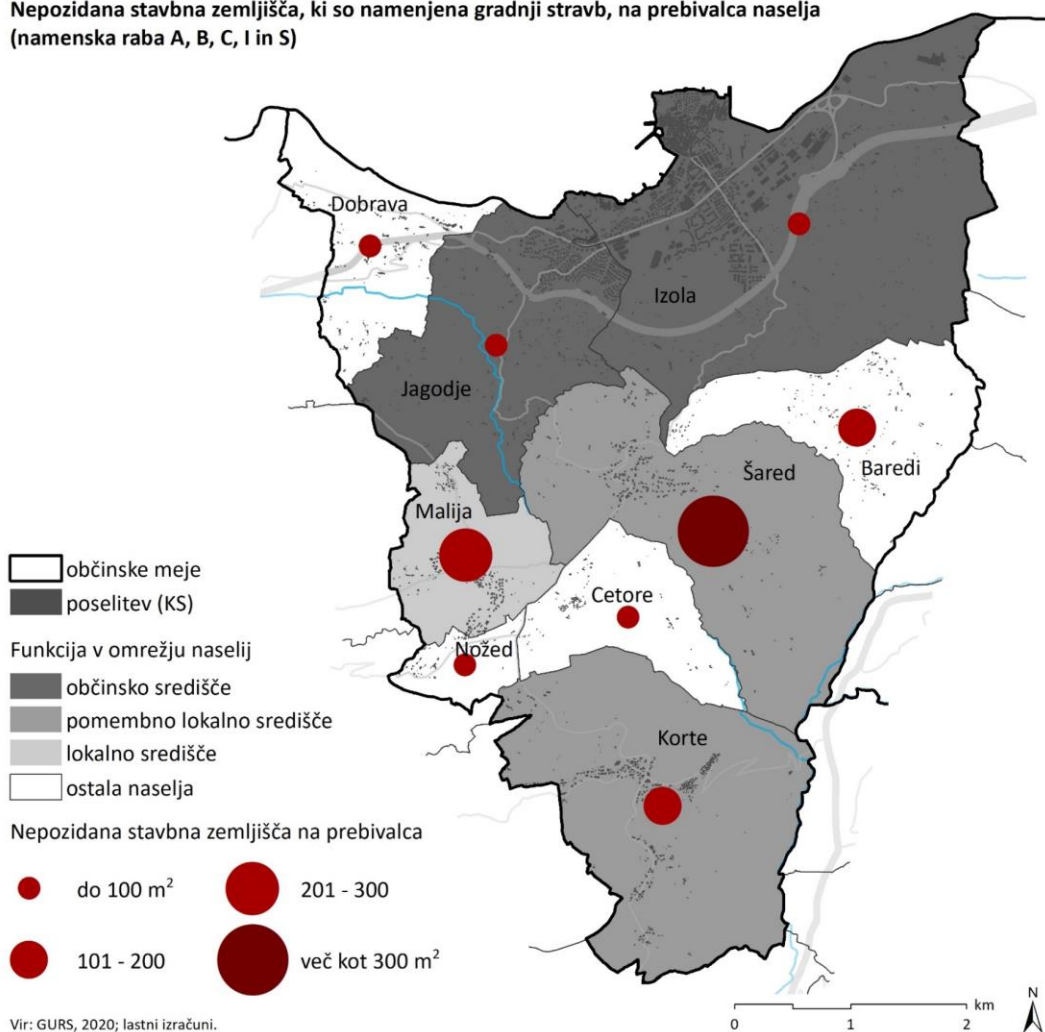 Nepozidana stavbna zemljišča, ki so namenjena gradnji stravb, na prebivalca naselja
(namenska raba A, B, C, I in S)
Dobrava
Izola
Jagodje
Baredi
Šared
Malija
Cetore
Nožed
Korte
občinske meje
poselitev (KS)
Funkcija v omrežju naselij
občinsko središče
pomembno lokalno središče
lokalno središče
ostala naselja
Nepozidana stavbna zemljišča na prebivalca
do 100 m²
201 - 300
101 - 200
več kot 300 m²
Vir: GURS, 2020; lastni izračuni.
km
0 1 2
N